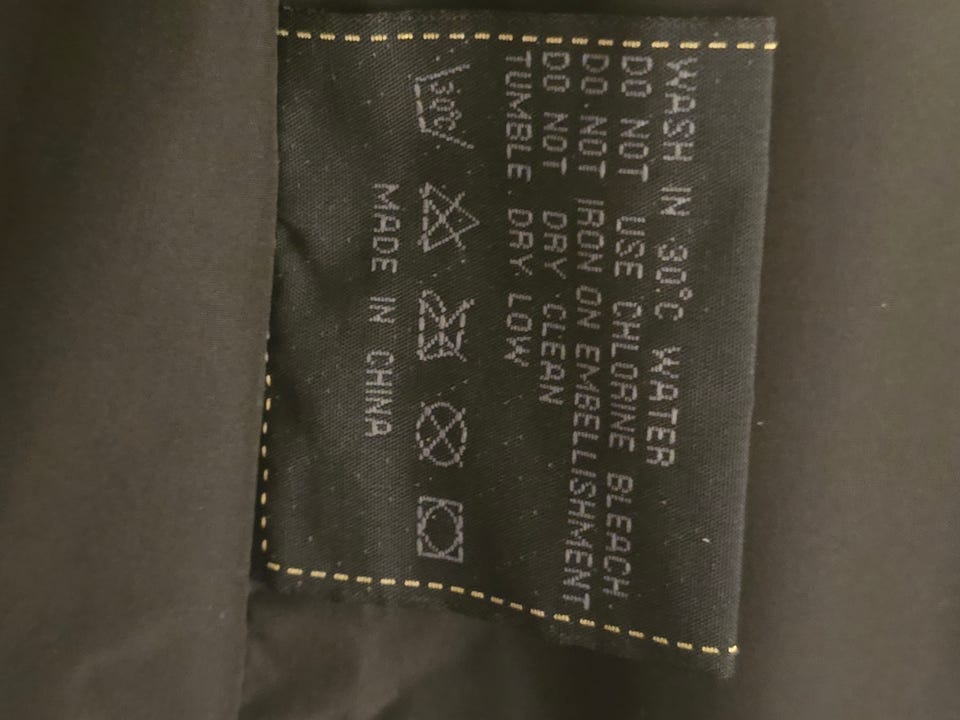 WASH IN 30°C WATER
DO NOT USE CHLORINE BLEACH
DO NOT IRON ON EMBELLISHMENT
DO NOT DRY CLEAN
TUMBLE DRY LOW
30°C
MADE IN CHINA